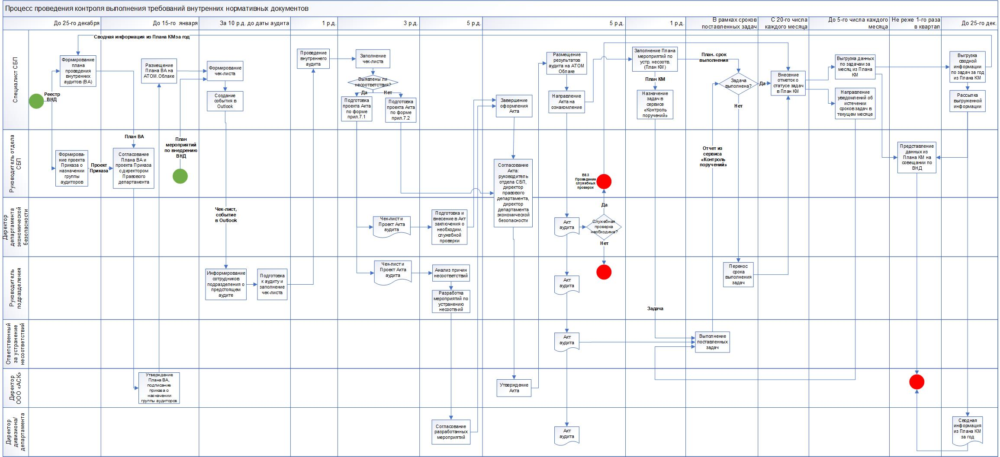 Процесс проведения контроля выполнения требований внутренних нормативных документов
До 25-го декабря
До 15-го января
За 10 р.д. до даты аудита
1 р.д.
3 р.д.
5 р.д.
5 р.д.
1 р.д.
В рамках сроков
поставленных задач
С 20-го числа
каждого месяца
До 5-го числа каждого
месяца
Не реже 1-го раза
в квартал
До 25-го дек.
Специалист СБП
Сводная информация из Плана КМза год
Реестр
ВНД
Формирование
плана
проведения
внутренних
аудитов (ВА)
Размещение
Плана ВА на
АТОМ.Облаке
Формирование
чек-листа
Создание
события в
Outlook
Проведение
внутреннего
аудита
Заполнение
чек-листа
Выявлены ли
несоответствия?
Да
Нет
Подготовка
проекта Акта
по форме
прил.7.1
Подготовка
проекта Акта
по форме
прил.7.2
Завершение
оформления
Акта
Размещение
результатов
аудита на АТОМ
Облаке
Направление
Акта на
ознакомление
Заполнение Плана
мероприятий по
устр. несоотв.
(План КМ)
План КМ
Назначение
задач в
сервисе
«Контроль
поручений»
План. срок
выполнения
Задача
выполнена?
Да
Нет
Внесение
отметок о
статусе задач
в План КМ
Выгрузка данных
по задачам за
месяц из Плана
КМ
Направление
уведомлений об
истечении
сроков задач в
текущем месяце
Выгрузка
сводной
информации
по задач за год
из Плана КМ
Рассылка
выгруженной
информации
Руководитель отдела
СБП
Формирова-
ние проекта
Приказа о
назначении
группы
аудиторов
Проект
Приказа
План ВА
Согласование
Плана ВА и
проекта Приказа
с директором
Правового
департамента
План
мероприятий
по внедрению
ВНД
Согласование
Акта:
руководитель
отдела СБП,
директор
правового
департамента,
директор
департамента
экономической
безопасности
В8.3
Проведение
служебных
проверок
Отчет из
сервиса
«Контроль
поручений»
Представление
данных из
Плана КМ на
совещании по
ВНД
Директор
департамента
экономической
безопасности
Чек-лист,
событие
в Outlook
Чек-лист и
Проект Акта
аудита
Подготовка и
внесение в Акт
заключения о
необходим.
служебной
проверки
Акт
аудита
Да
Служебная
проверка
необходима?
Нет
Руководитель
подразделения
Информирование
сотрудников
подразделения о
предстоящем
аудите
Подготовка
к аудиту и
заполнение
чек-листа
Чек-лист и
Проект Акта
аудита
Анализ причин
несоответствий
Разработка
мероприятий по
устранению
несоотв-ий
Акт
аудита
Задача
Перенос
срока
выполнения
задач
Ответственный
за устранение
несоответствий
Акт
аудита
Выполнение
поставленных
задач
Директор
ООО «АСК»
Утверждение
Плана ВА,
подписание
приказа о
назначении
группы аудиторов
Утверждение
Акта
Директор
дивизиона/
департамента
Согласование
разработанных
мероприятий
Акт
аудита
Сводная
информация
из Плана КМ
за год